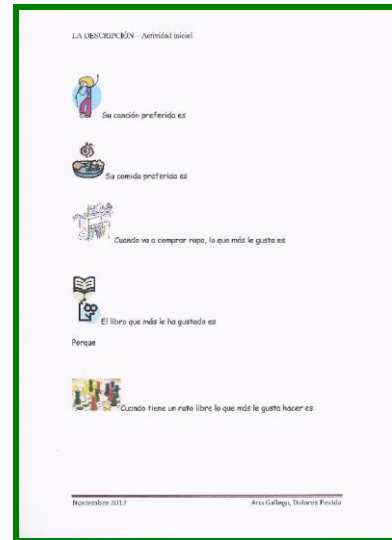 LA DESCRIPCIÓN – Actividad inicial
Su canción preferida es
Su comida preferida es
Cuando va a comprar ropa, lo que más le gusta es
El libro que más le ha gustado es
Porque
Cuando tiene un rato libre lo que más le gusta hacer es
Noviembre 2012
Gallego, Dolores